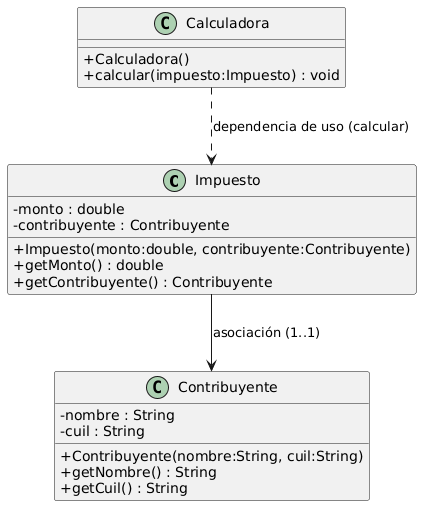 C Calculadora
+Calculadora()
+calcular(impuesto:Impuesto) : void
dependencia de uso (calcular)
C Impuesto
-monto : double
-contribuyente : Contribuyente
+Impuesto(monto:double, contribuyente:Contribuyente)
+getMonto() : double
+getContribuyente() : Contribuyente
asociación (1..1)
C Contribuyente
-nombre : String
-cuil : String
+Contribuyente(nombre:String, cuil:String)
+getNombre() : String
+getCuil() : String